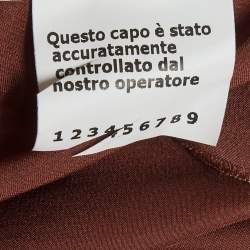 Questo capo è stato
accuratamente
controllato dal
nostro operatore
1 2 3 4 5 6 7 8 9